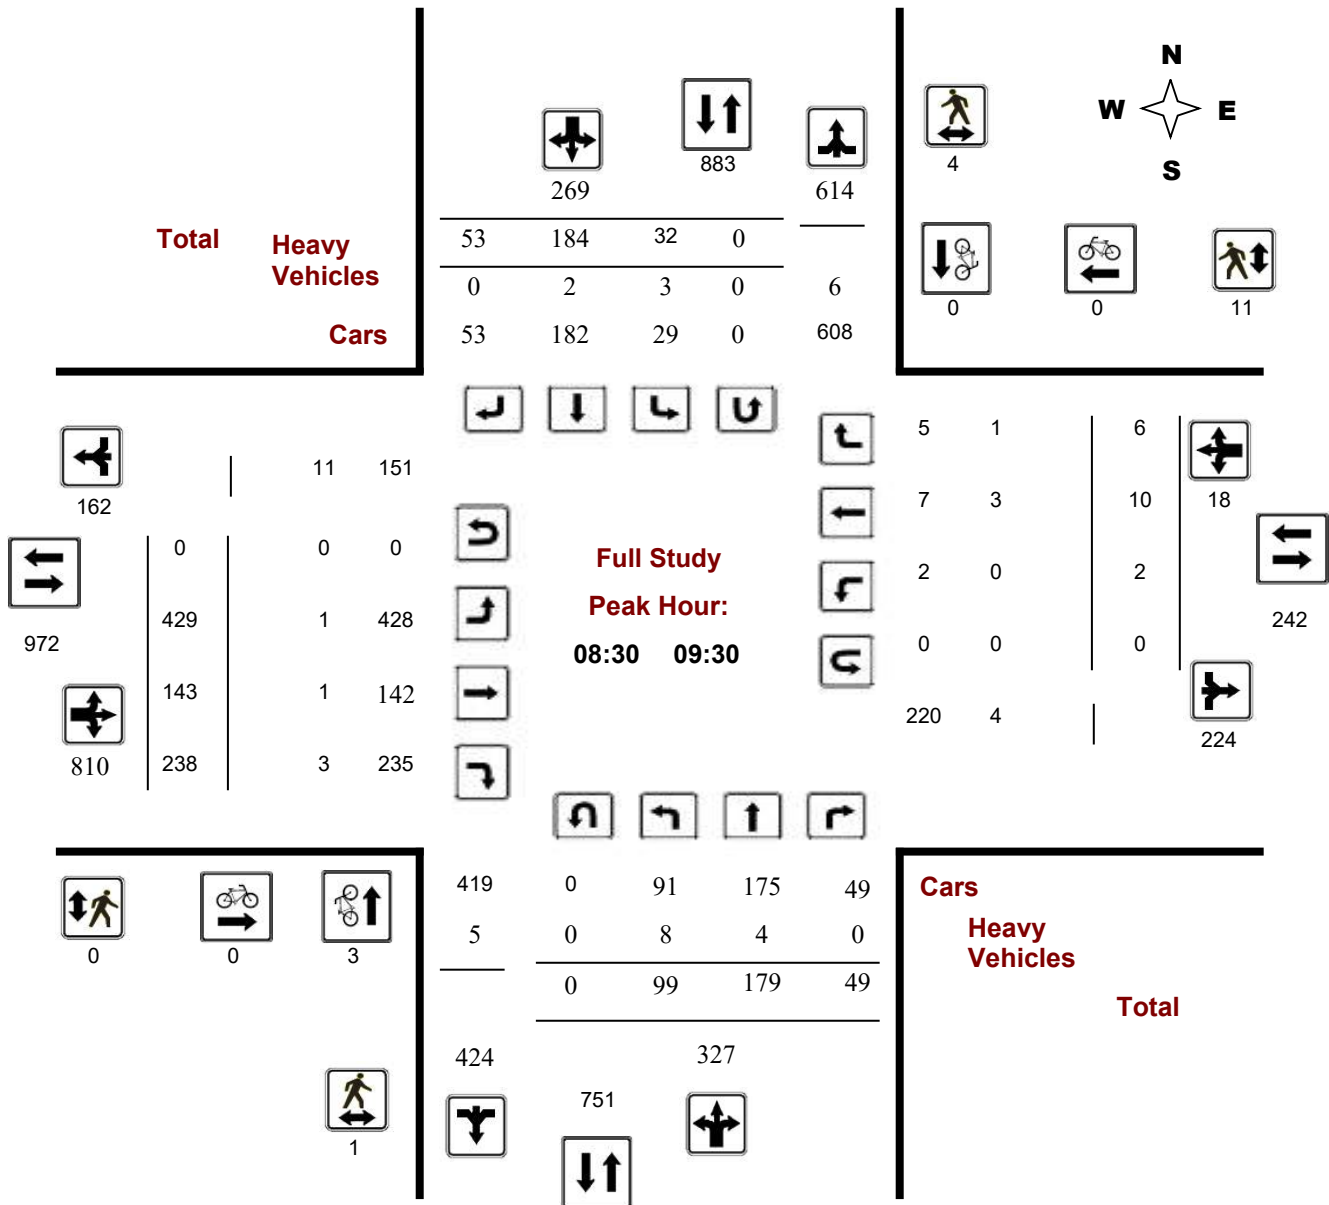 N
W E
S
883
4
269 614
Total Heavy Vehicles
53 184 32 0
0 2 3 0 6
Cars 53 182 29 0 608
0 0 11
5 1 6
11 151
162
7 3 10 18
0 0 0
Full Study
2 0 2
Peak Hour:
429 1 428
242
972
08:30 09:30
0 0 0
143 1 142
220 4
224
810 238 3 235
419 0 91 175 49
Cars
5 0 8 4 0
Heavy
Vehicles
0 0 3
0 99 179 49
Total
424 327
751
1